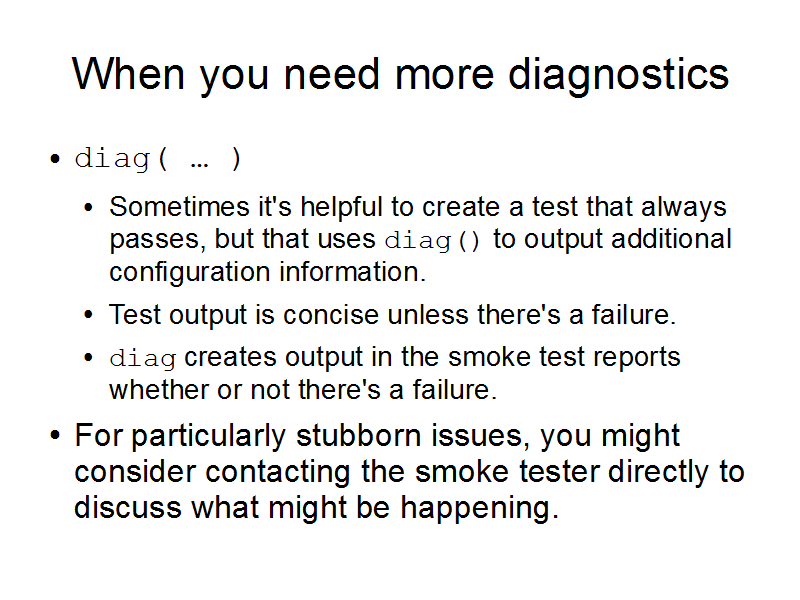 When you need more diagnostics
• diag( … )
• Sometimes it's helpful to create a test that always
passes, but that uses diag() to output additional
configuration information.
• Test output is concise unless there's a failure.
• diag creates output in the smoke test reports
whether or not there's a failure.
• For particularly stubborn issues, you might
consider contacting the smoke tester directly to
discuss what might be happening.